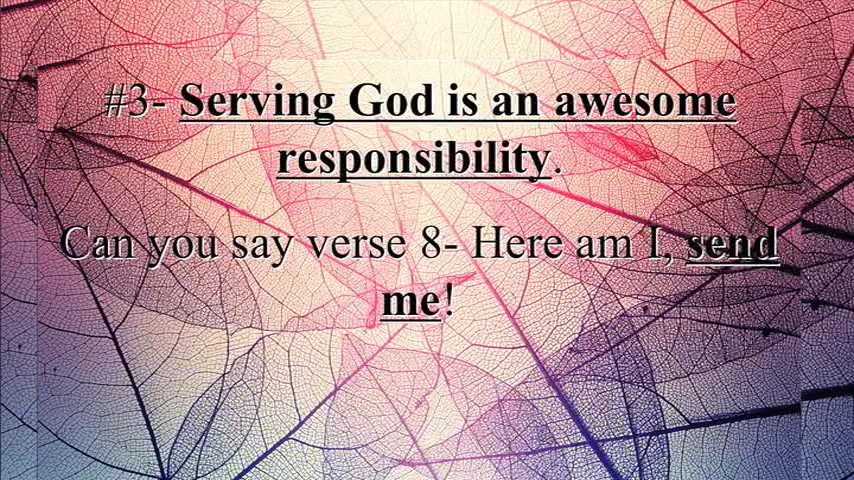 #3- Serving God is an awesome
responsibility.
Can you say verse 8- Here am I, send
me!